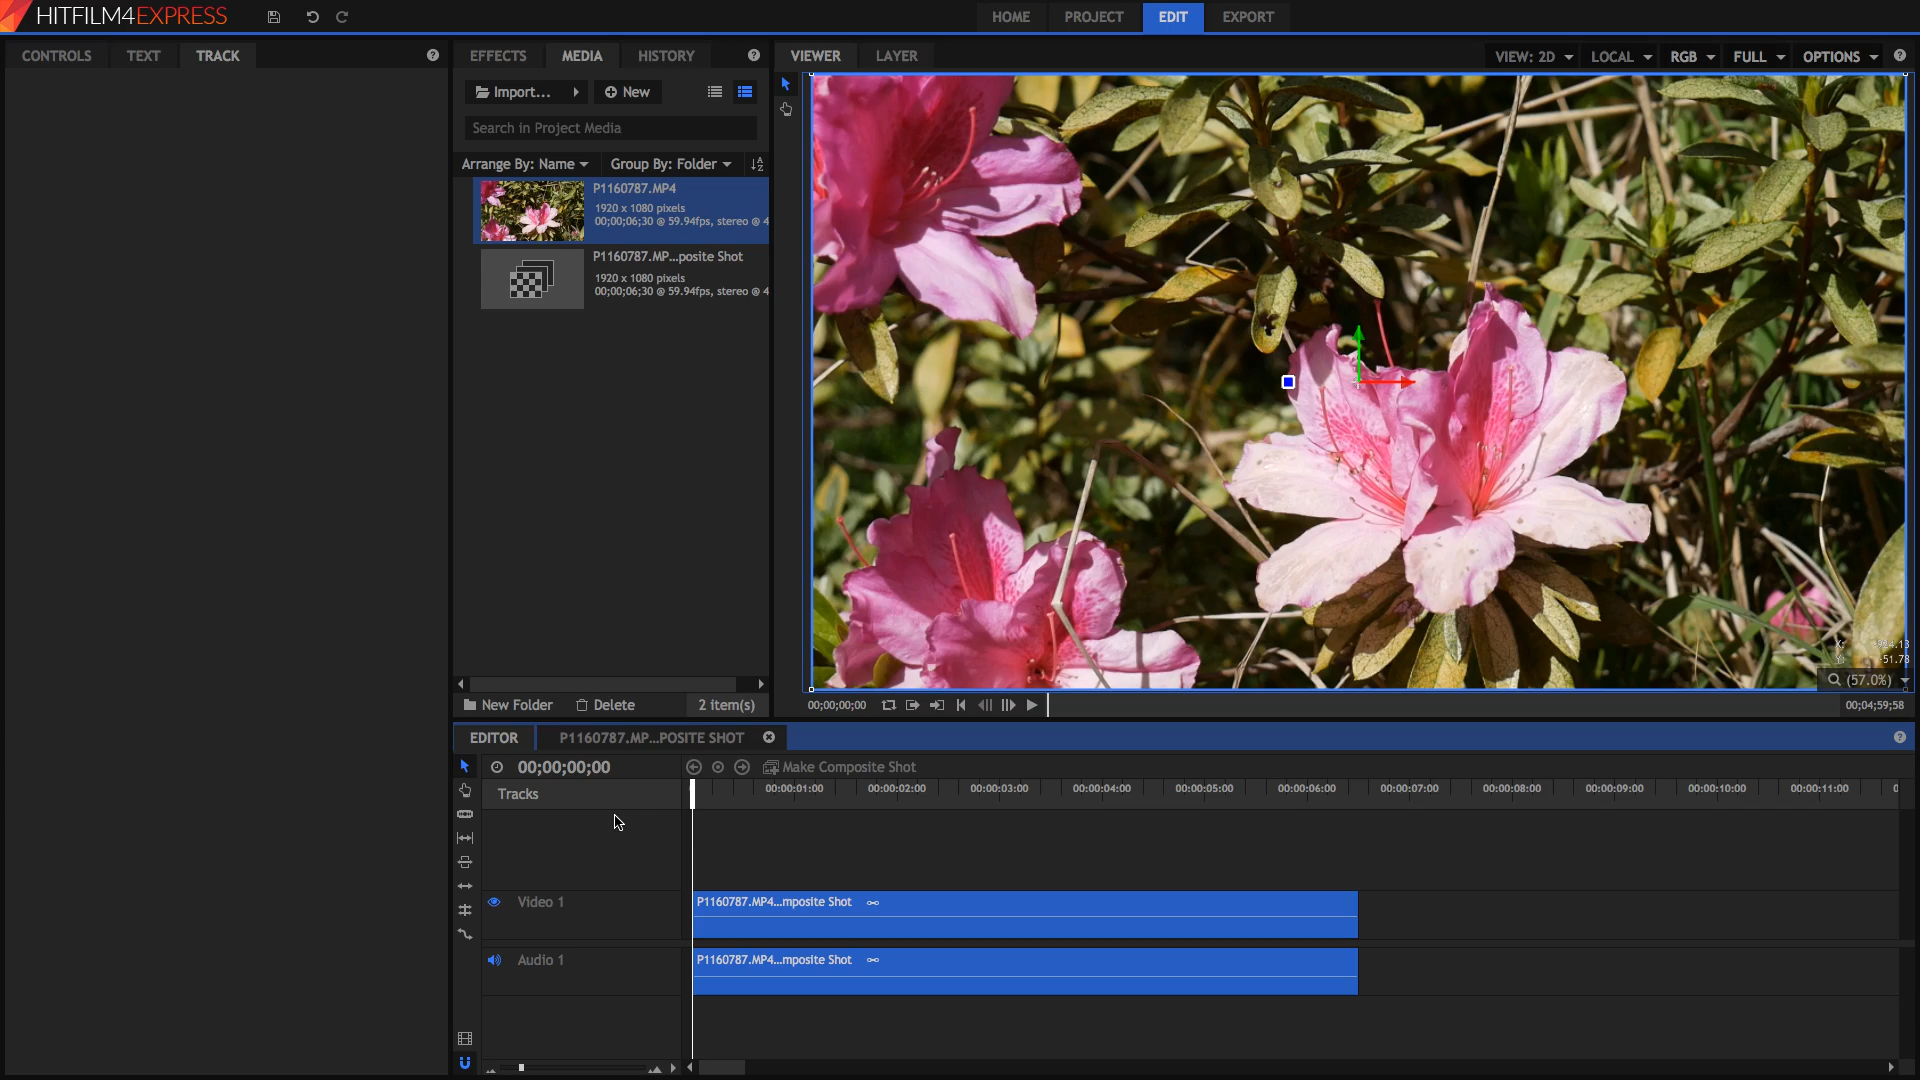 HITFILM4EXPRESS
HOME PROJECT EDIT EXPORT
CONTROLS TEXT TRACK
EFFECTS MEDIA HISTORY
VIEWER LAYER
VIEW: 2D LOCAL RGB FULL OPTIONS
Import... New
Search in Project Media
Arrange By: Name Group By: Folder
P1160787.MP4
1920 x 1080 pixels
00;00;06;30 @ 59.94fps, stereo @ 4
P1160787.MP...posite Shot
1920 x 1080 pixels
00;00;06;30 @ 59.94fps, stereo @ 4
New Folder Delete 2 item(s)
Y: -51.78
(57.0%)
00;00;00;00
00;04;59;58
EDITOR P1160787.MP...POSITE SHOT
00;00;00;00 Make Composite Shot
Tracks
00:00:01:00 00:00:02:00 00:00:03:00 00:00:04:00 00:00:05:00 00:00:06:00 00:00:07:00 00:00:08:00 00:00:09:00 00:00:10:00 00:00:11:00 0
Video 1
P1160787.MP4...mposite Shot
Audio 1
P1160787.MP4...mposite Shot